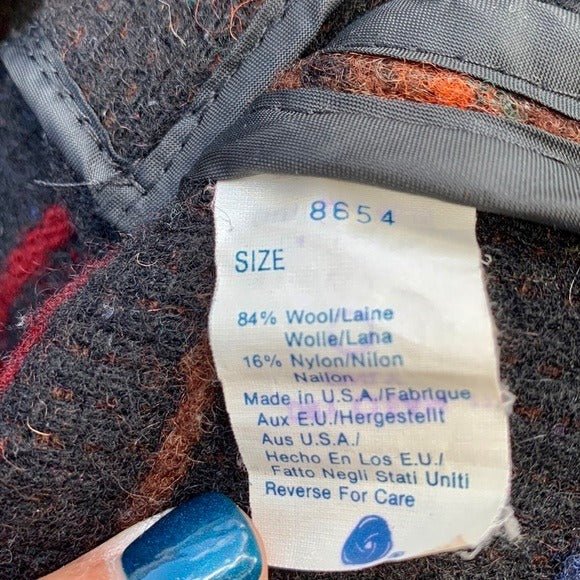 8654
SIZE
84% Wool/Laine
Wolle/Lana
16% Nylon/Nilon
Nailon
Made in U.S.A./Fabrique
Aux E.U./Hergestellt
Aus U.S.A./
Hecho En Los E.U./
Fatto Negli Stati Uniti
Reverse For Care